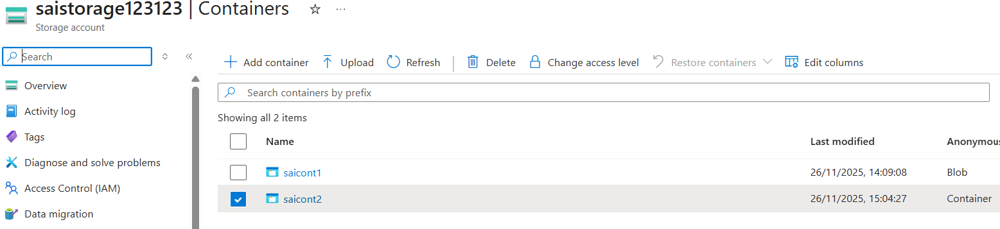 saistorage123123 | Containers ☆ ...
Storage account
Search
Add container Upload Refresh | Delete Change access level Restore containers Edit columns
Search containers by prefix
Showing all 2 items
Overview
Activity log
Tags
Diagnose and solve problems
Access Control (IAM)
Data migration
Name Last modified Anonymous
saicont1 26/11/2025, 14:09:08 Blob
saicont2 26/11/2025, 15:04:27 Container